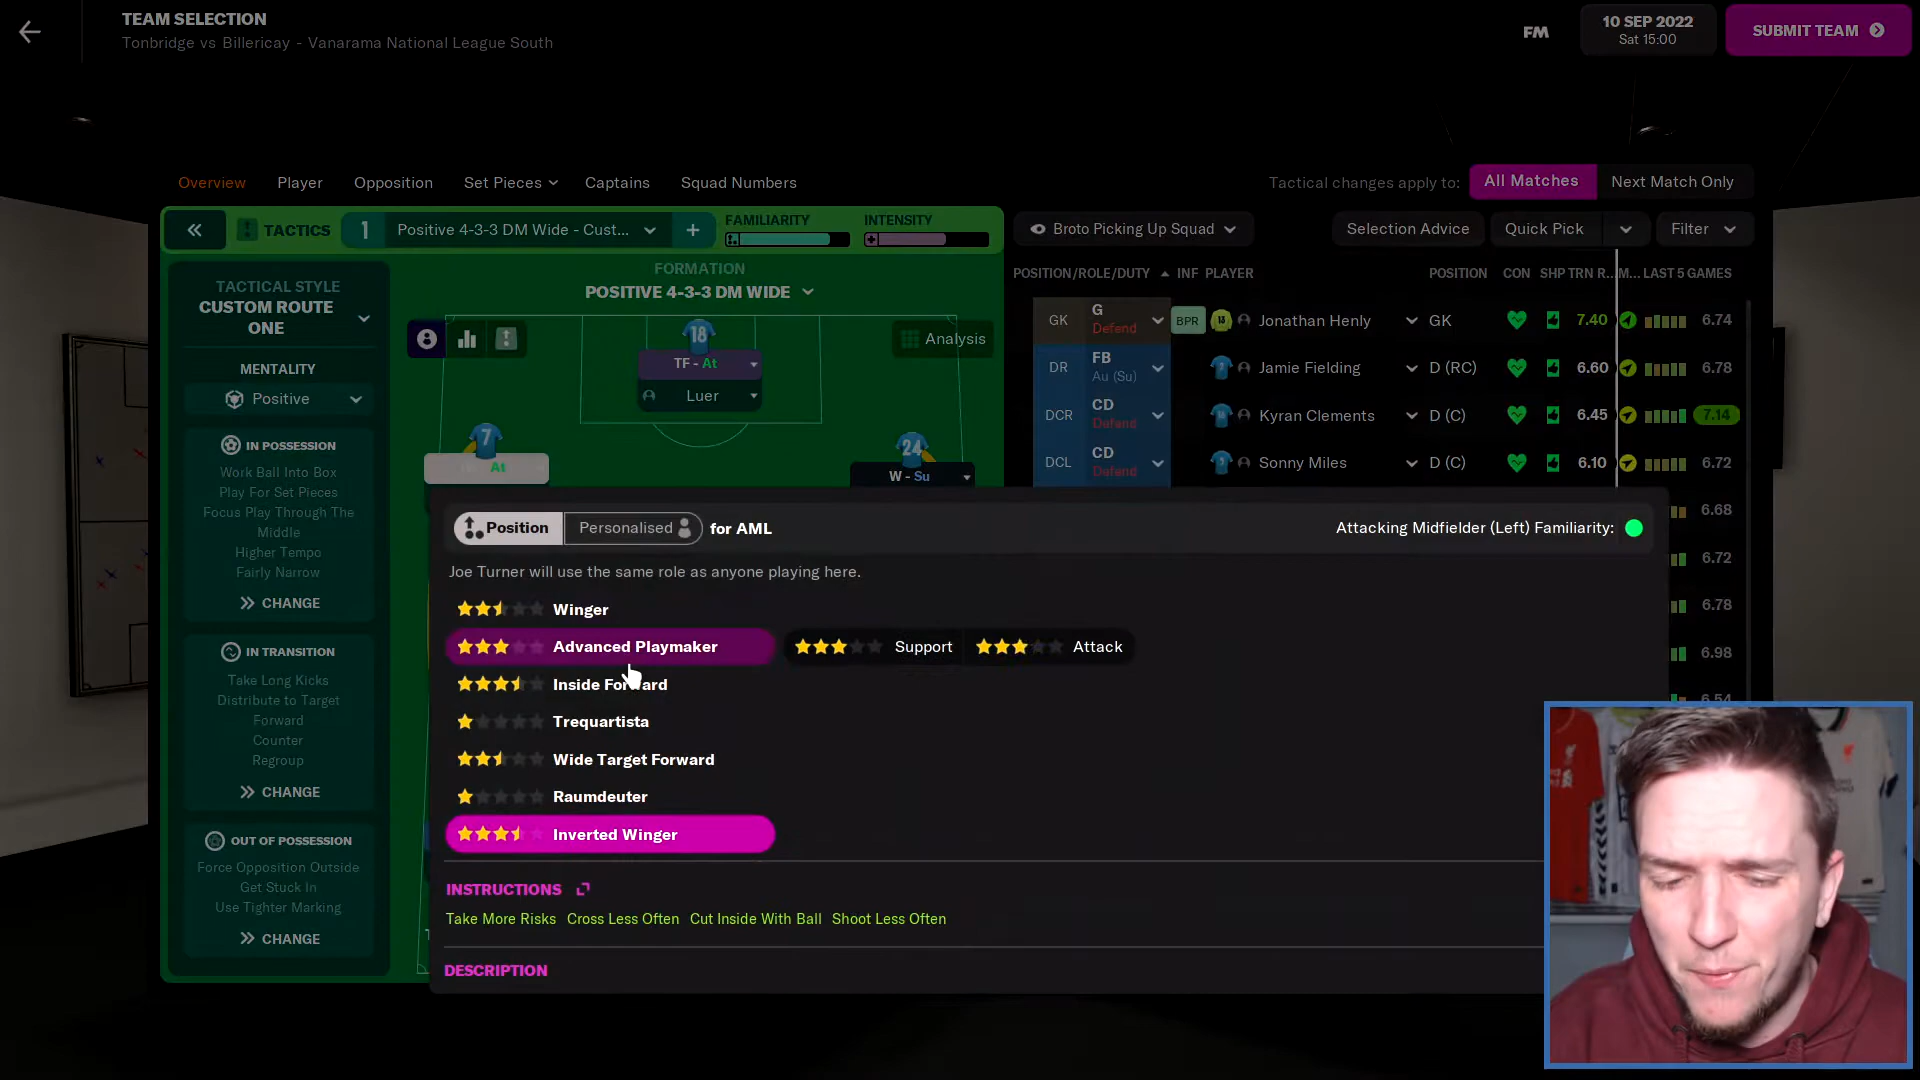 TEAM SELECTION
Tonbridge vs Billericay - Vanarama National League South
FM
10 SEP 2022
Sat 15:00
SUBMIT TEAM
Overview
Player
Opposition
Set Pieces
Captains
Squad Numbers
Tactical changes apply to:
All Matches
Next Match Only
TACTICS
1
Positive 4-3-3 DM Wide - Cust...
FAMILIARITY
INTENSITY
Broto Picking Up Squad
Selection Advice
Quick Pick
Filter
TACTICAL STYLE
CUSTOM ROUTE
ONE
MENTALITY
Positive
IN POSSESSION
Work Ball Into Box
Play For Set Pieces
Focus Play Through The
Middle
Higher Tempo
Fairly Narrow
CHANGE
IN TRANSITION
Take Long Kicks
Distribute to Target
Forward
Counter
Regroup
CHANGE
OUT OF POSSESSION
Force Opposition Outside
Get Stuck In
Use Tighter Marking
CHANGE
FORMATION
POSITIVE 4-3-3 DM WIDE
Analysis
18
TF - At
Luer
7
At
24
W - Su
POSITION/ROLE/DUTY INF PLAYER POSITION CON SHP TRN R... M... LAST 5 GAMES
GK G Defend BPR Jonathan Henly GK 7.40 6.74
DR FB Au (Su) Jamie Fielding D (RC) 6.60 6.78
DCR CD Defend Kyran Clements D (C) 6.45 7.14
DCL CD Defend Sonny Miles D (C) 6.10 6.72
6.68
6.72
6.78
6.98
Position
Personalised
for AML
Attacking Midfielder (Left) Familiarity:
Joe Turner will use the same role as anyone playing here.
Winger
Advanced Playmaker
Support
Attack
Inside Forward
Trequartista
Wide Target Forward
Raumdeuter
Inverted Winger
INSTRUCTIONS
Take More Risks Cross Less Often Cut Inside With Ball Shoot Less Often
DESCRIPTION